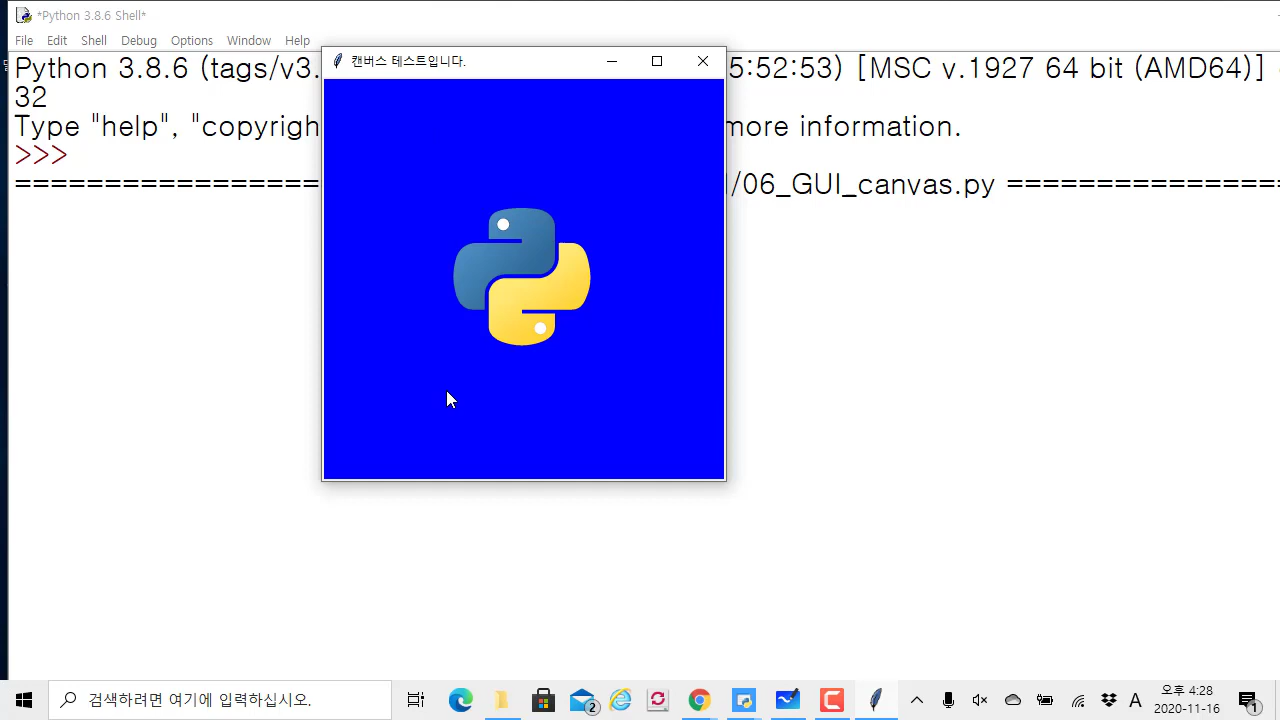 *Python 3.8.6 Shell*
File Edit Shell Debug Options Window Help
캔버스 테스트입니다.
Python 3.8.6 (tags/v3. 5:52:53) [MSC v.1927 64 bit (AMD64)]
32
Type "help", "copyrigh more information.
>>>
================= /06_GUI_canvas.py ===============
검색하려면 여기에 입력하십시오.
2
A
오후 4:28
2020-11-16
1